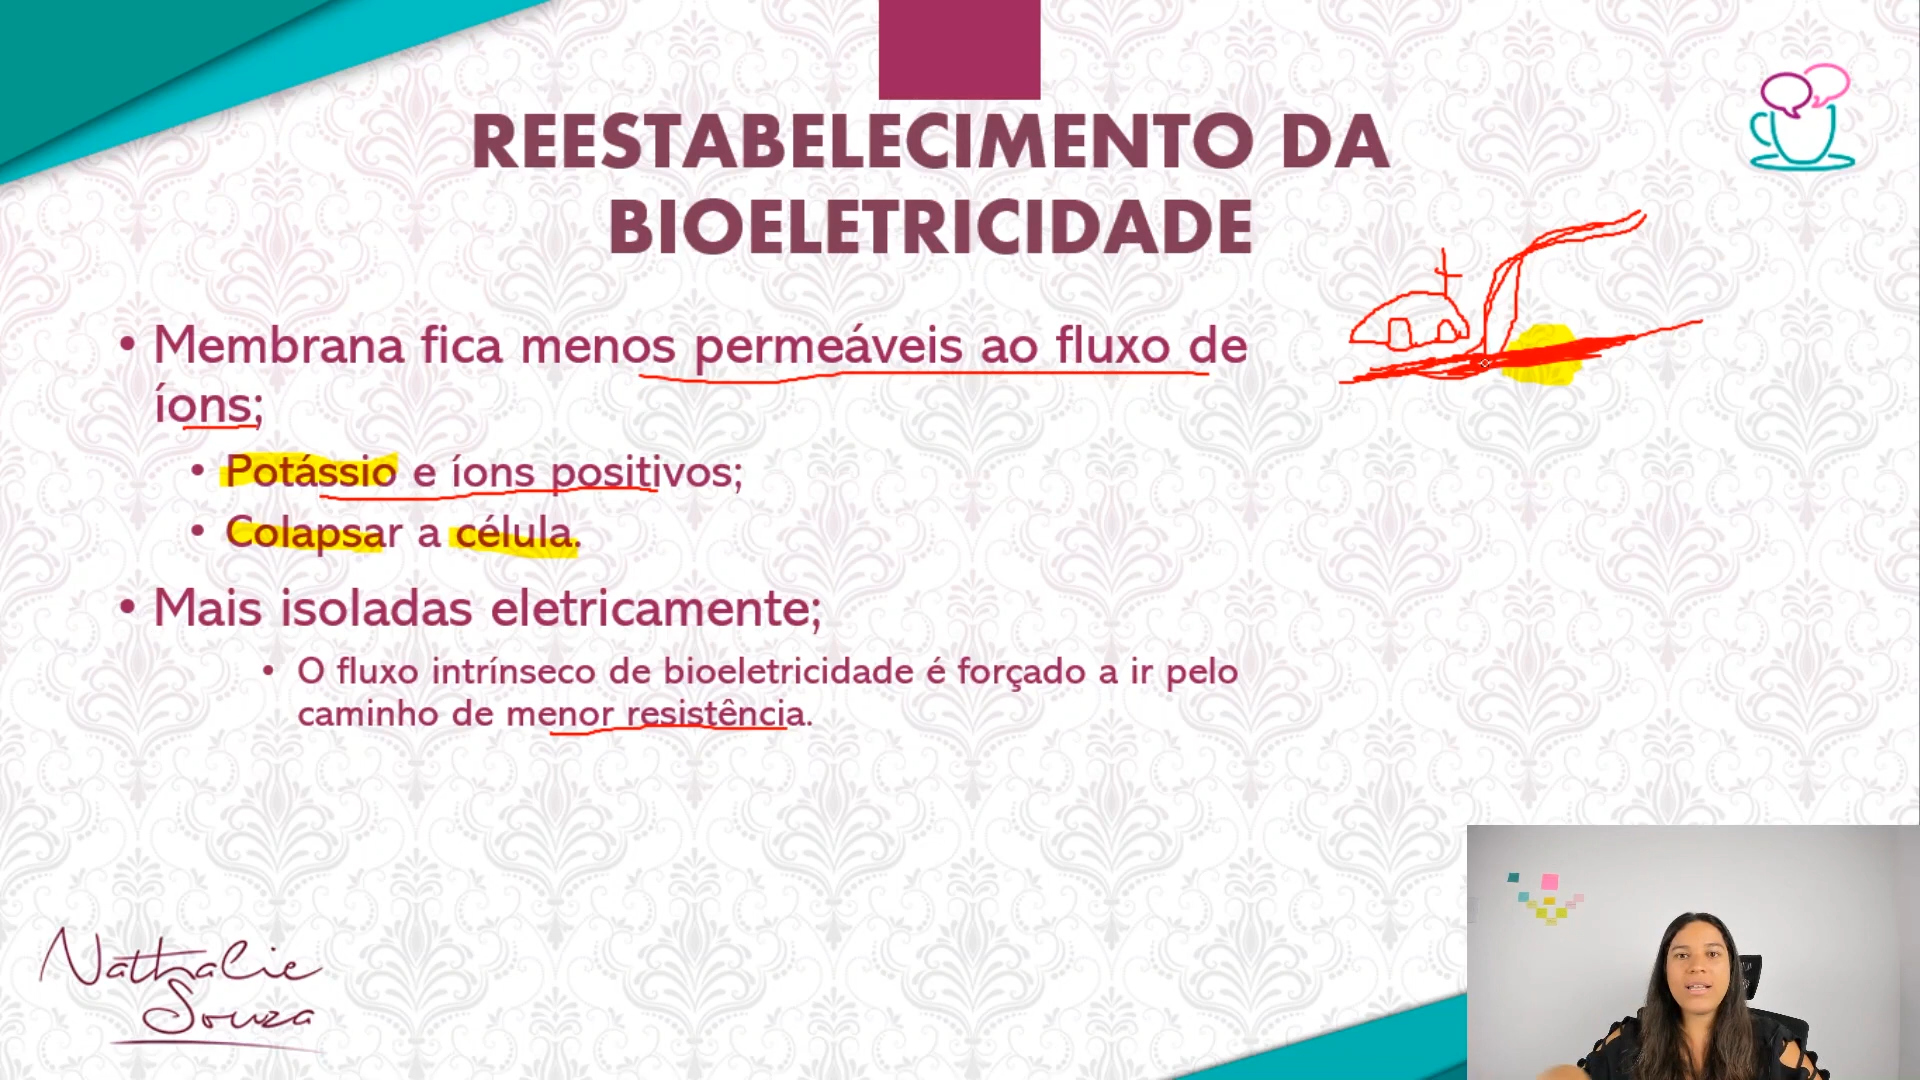 REESTABELECIMENTO DA
BIOELETRICIDADE
• Membrana fica menos permeáveis ao fluxo de
íons;
• Potássio e íons positivos;
• Colapsar a célula.
• Mais isoladas eletricamente;
• O fluxo intrínseco de bioeletricidade é forçado a ir pelo
caminho de menor resistência.
Nathalie
Souza